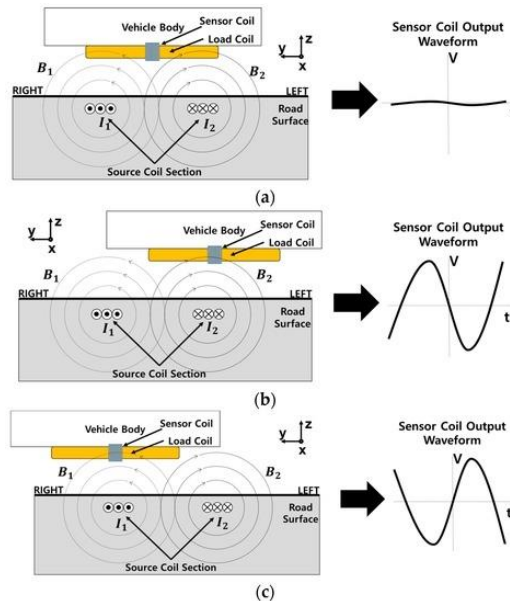 Sensor Coil
Vehicle Body
Load Coil
z
y
x
B1
B2
RIGHT
LEFT
Road
Surface
I1
I2
Source Coil Section
Sensor Coil Output
Waveform
V
(a)
y
z
x
Vehicle Body
Sensor Coil
Load Coil
B1
B2
RIGHT
LEFT
Road
Surface
I1
I2
Source Coil Section
Sensor Coil Output
Waveform
V
t
(b)
Vehicle Body
Sensor Coil
Load Coil
z
y
x
B1
B2
RIGHT
LEFT
Road
Surface
I1
I2
Source Coil Section
Sensor Coil Output
Waveform
V
t
(c)